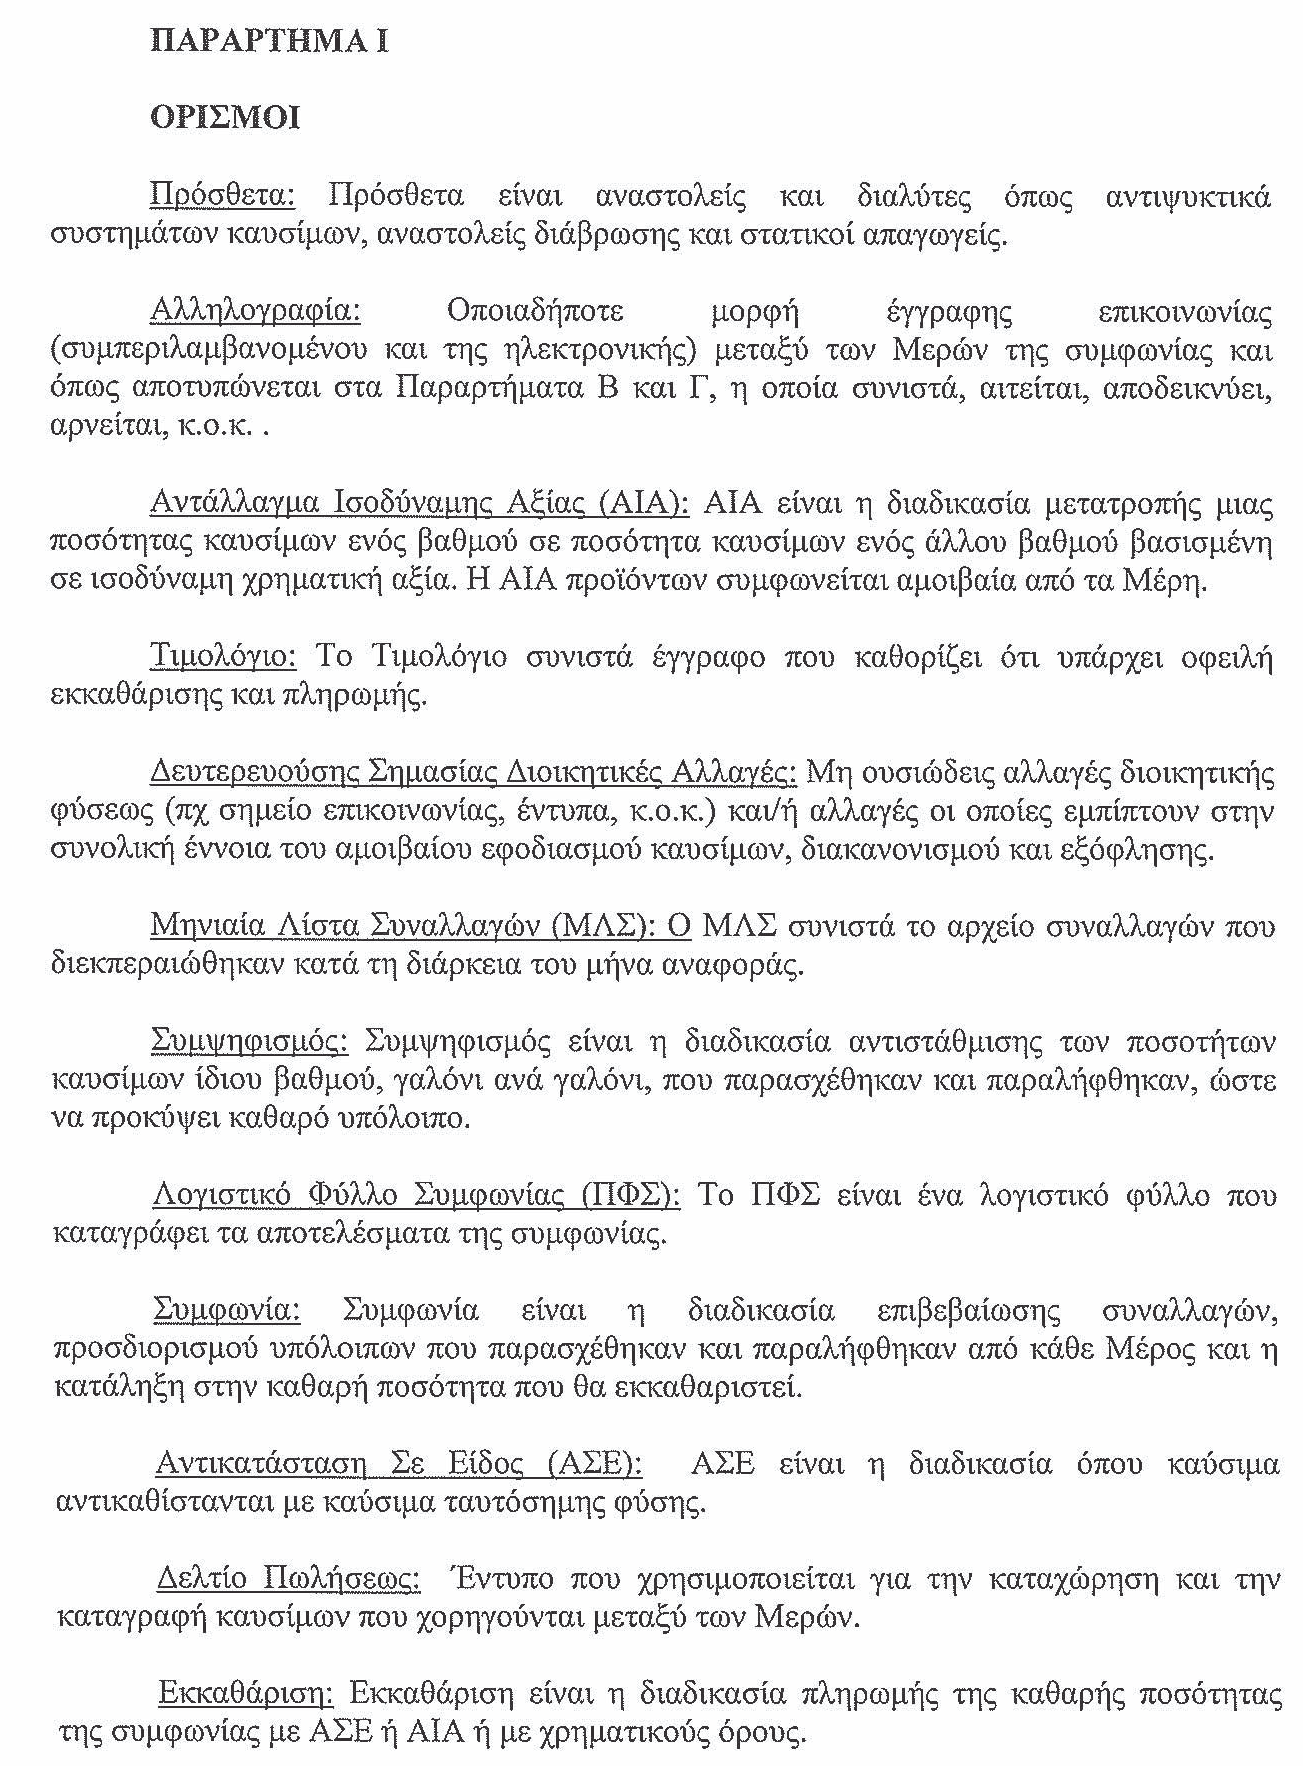 ΠΑΡΑΡΤΗΜΑ Ι
ΟΡΙΣΜΟΙ
Πρόσθετα: Πρόσθετα είναι αναστολείς και διαλύτες όπως αντιψυκτικά
συστημάτων καυσίμων, αναστολείς διάβρωσης και στατικοί απαγωγείς.
Αλληλογραφία: Οποιαδήποτε μορφή έγγραφης επικοινωνίας
(συμπεριλαμβανομένου και της ηλεκτρονικής) μεταξύ των Μερών της συμφωνίας και
όπως αποτυπώνεται στα Παραρτήματα Β και Γ, η οποία συνιστά, αιτείται, αποδεικνύει,
αρνείται, κ.ο.κ. .
Αντάλλαγμα Ισοδύναμης Αξίας (ΑΙΑ): ΑΙΑ είναι η διαδικασία μετατροπής μιας
ποσότητας καυσίμων ενός βαθμού σε ποσότητα καυσίμων ενός άλλου βαθμού βασισμένη
σε ισοδύναμη χρηματική αξία. Η ΑΙΑ προϊόντων συμφωνείται αμοιβαία από τα Μέρη.
Τιμολόγιο: Το Τιμολόγιο συνιστά έγγραφο που καθορίζει ότι υπάρχει οφειλή
εκκαθάρισης και πληρωμής.
Δευτερευούσης Σημασίας Διοικητικές Αλλαγές: Μη ουσιώδεις αλλαγές διοικητικής
φύσεως (πχ σημείο επικοινωνίας, έντυπα, κ.ο.κ.) και/ή αλλαγές οι οποίες εμπίπτουν στην
συνολική έννοια του αμοιβαίου εφοδιασμού καυσίμων, διακανονισμού και εξόφλησης.
Μηνιαία Λίστα Συναλλαγών (ΜΛΣ): Ο ΜΛΣ συνιστά το αρχείο συναλλαγών που
διεκπεραιώθηκαν κατά τη διάρκεια του μήνα αναφοράς.
Συμψηφισμός: Συμψηφισμός είναι η διαδικασία αντιστάθμισης των ποσοτήτων
καυσίμων ίδιου βαθμού, γαλόνι ανά γαλόνι, που παρασχέθηκαν και παραλήφθηκαν, ώστε
να προκύψει καθαρό υπόλοιπο.
Λογιστικό Φύλλο Συμφωνίας (ΠΦΣ): Το ΠΦΣ είναι ένα λογιστικό φύλλο που
καταγράφει τα αποτελέσματα της συμφωνίας.
Συμφωνία: Συμφωνία είναι η διαδικασία επιβεβαίωσης συναλλαγών,
προσδιορισμού υπόλοιπων που παρασχέθηκαν και παραλήφθηκαν από κάθε Μέρος και η
κατάληξη στην καθαρή ποσότητα που θα εκκαθαριστεί.
Αντικατάσταση Σε Είδος (ΑΣΕ): ΑΣΕ είναι η διαδικασία όπου καύσιμα
αντικαθίστανται με καύσιμα ταυτόσημης φύσης.
Δελτίο Πωλήσεως: Έντυπο που χρησιμοποιείται για την καταχώρηση και την
καταγραφή καυσίμων που χορηγούνται μεταξύ των Μερών.
Εκκαθάριση: Εκκαθάριση είναι η διαδικασία πληρωμής της καθαρής ποσότητας
της συμφωνίας με ΑΣΕ ή ΑΙΑ ή με χρηματικούς όρους.